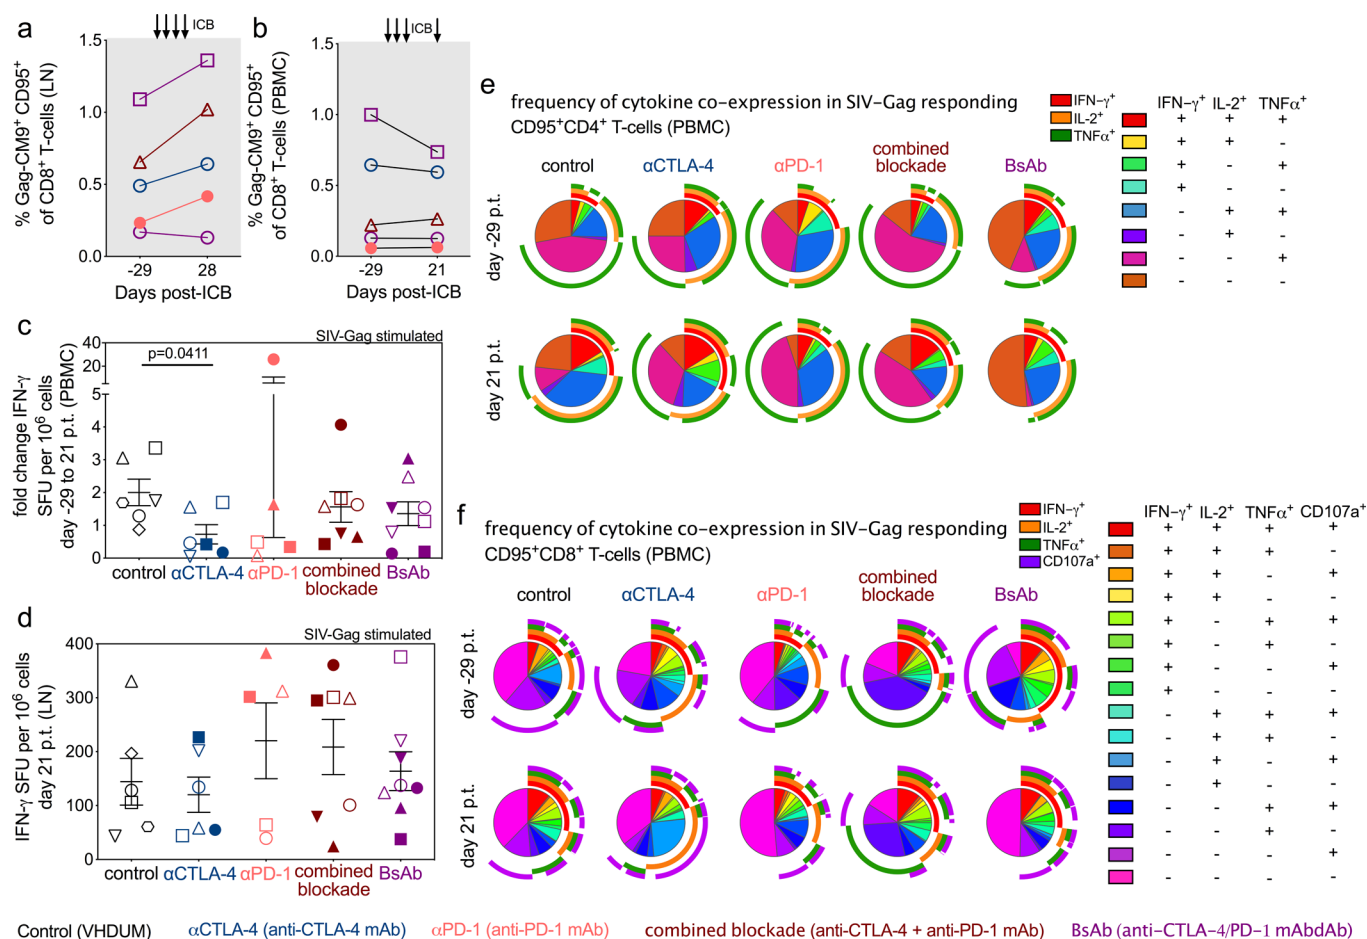 a
ICB
% Gag-CM9+ CD95+
of CD8+ T-cells (LN)
1.5
1.0
0.5
0.0
-29 28
Days post-ICB
b
ICB
% Gag-CM9+ CD95+
of CD8+ T-cells (PBMC)
1.5
1.0
0.5
0.0
-29 21
Days post-ICB
c
SIV-Gag stimulated
fold change IFN-γ
SFU per 10⁶ cells
day -29 to 21 p.t. (PBMC)
40
20
5
4
3
2
1
0
p=0.0411
control αCTLA-4 αPD-1 combined blockade BsAb
d
SIV-Gag stimulated
IFN-γ SFU per 10⁶ cells
day 21 p.t. (LN)
400
300
200
100
0
control αCTLA-4 αPD-1 combined blockade BsAb
e
frequency of cytokine co-expression in SIV-Gag responding
CD95+CD4+ T-cells (PBMC)
IFN-γ+
IL-2+
TNFα+
control αCTLA-4 αPD-1 combined blockade BsAb
day -29 p.t.
day 21 p.t.
IFN-γ+ IL-2+ TNFα+
+ + +
+ + -
+ - +
+ - -
- + +
- + -
- - +
- - -
f
frequency of cytokine co-expression in SIV-Gag responding
CD95+CD8+ T-cells (PBMC)
IFN-γ+
IL-2+
TNFα+
CD107a+
control αCTLA-4 αPD-1 combined blockade BsAb
day -29 p.t.
day 21 p.t.
IFN-γ+ IL-2+ TNFα+ CD107a+
+ + + +
+ + + -
+ + - +
+ + - -
+ - + +
+ - + -
+ - - +
+ - - -
- + + +
- + + -
- + - +
- + - -
- - + +
- - + -
- - - +
- - - -
Control (VHDUM) αCTLA-4 (anti-CTLA-4 mAb) αPD-1 (anti-PD-1 mAb) combined blockade (anti-CTLA-4 + anti-PD-1 mAb) BsAb (anti-CTLA-4/PD-1 mAbdAb)